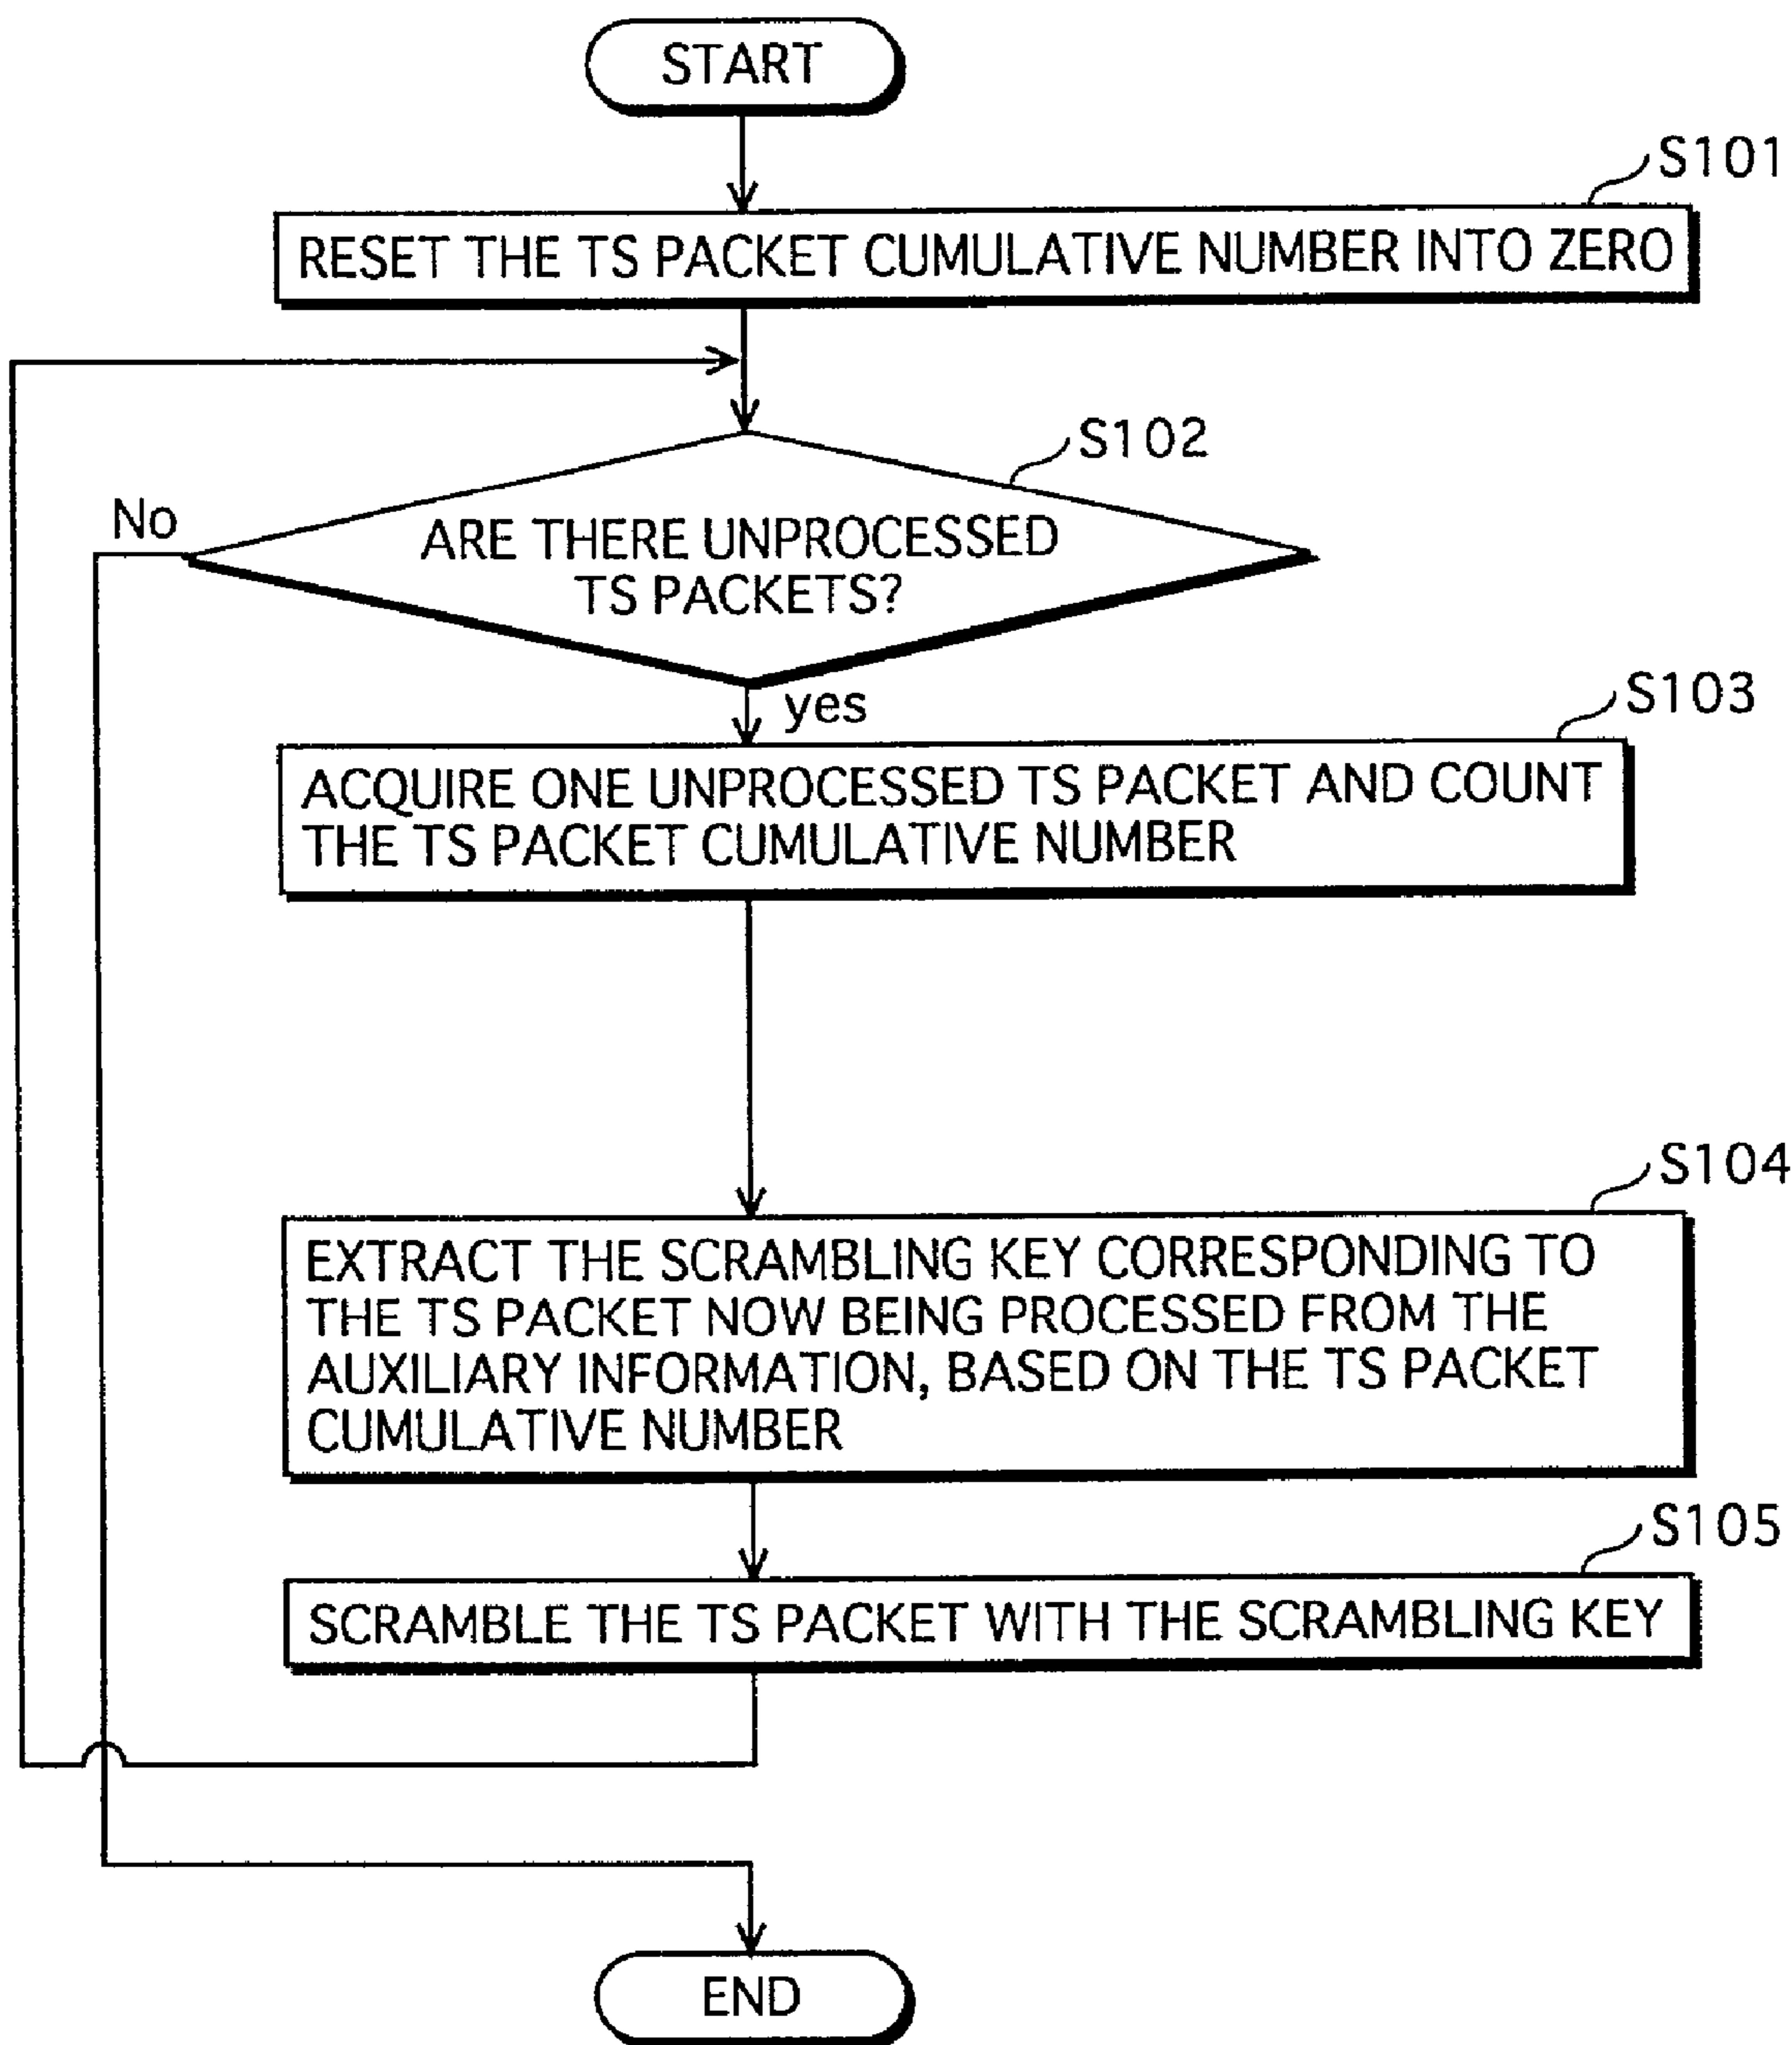 START
S101
RESET THE TS PACKET CUMULATIVE NUMBER INTO ZERO
S102
No
ARE THERE UNPROCESSED
TS PACKETS?
yes
S103
ACQUIRE ONE UNPROCESSED TS PACKET AND COUNT
THE TS PACKET CUMULATIVE NUMBER
S104
EXTRACT THE SCRAMBLING KEY CORRESPONDING TO
THE TS PACKET NOW BEING PROCESSED FROM THE
AUXILIARY INFORMATION, BASED ON THE TS PACKET
CUMULATIVE NUMBER
S105
SCRAMBLE THE TS PACKET WITH THE SCRAMBLING KEY
END